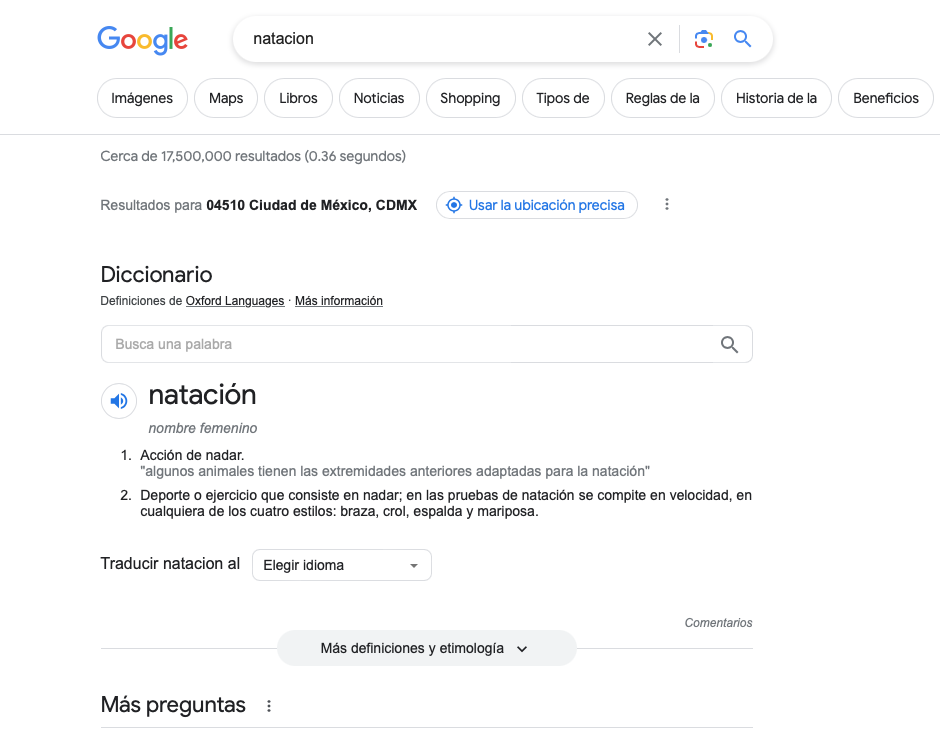 Google
natacion
Imágenes Maps Libros Noticias Shopping Tipos de Reglas de la Historia de la Beneficios
Cerca de 17,500,000 resultados (0.36 segundos)
Resultados para 04510 Ciudad de México, CDMX Usar la ubicación precisa
Diccionario
Definiciones de Oxford Languages · Más información
Busca una palabra
natación
nombre femenino
1. Acción de nadar.
"algunos animales tienen las extremidades anteriores adaptadas para la natación"
2. Deporte o ejercicio que consiste en nadar; en las pruebas de natación se compite en velocidad, en
cualquiera de los cuatro estilos: braza, crol, espalda y mariposa.
Traducir natacion al Elegir idioma
Comentarios
Más definiciones y etimología
Más preguntas